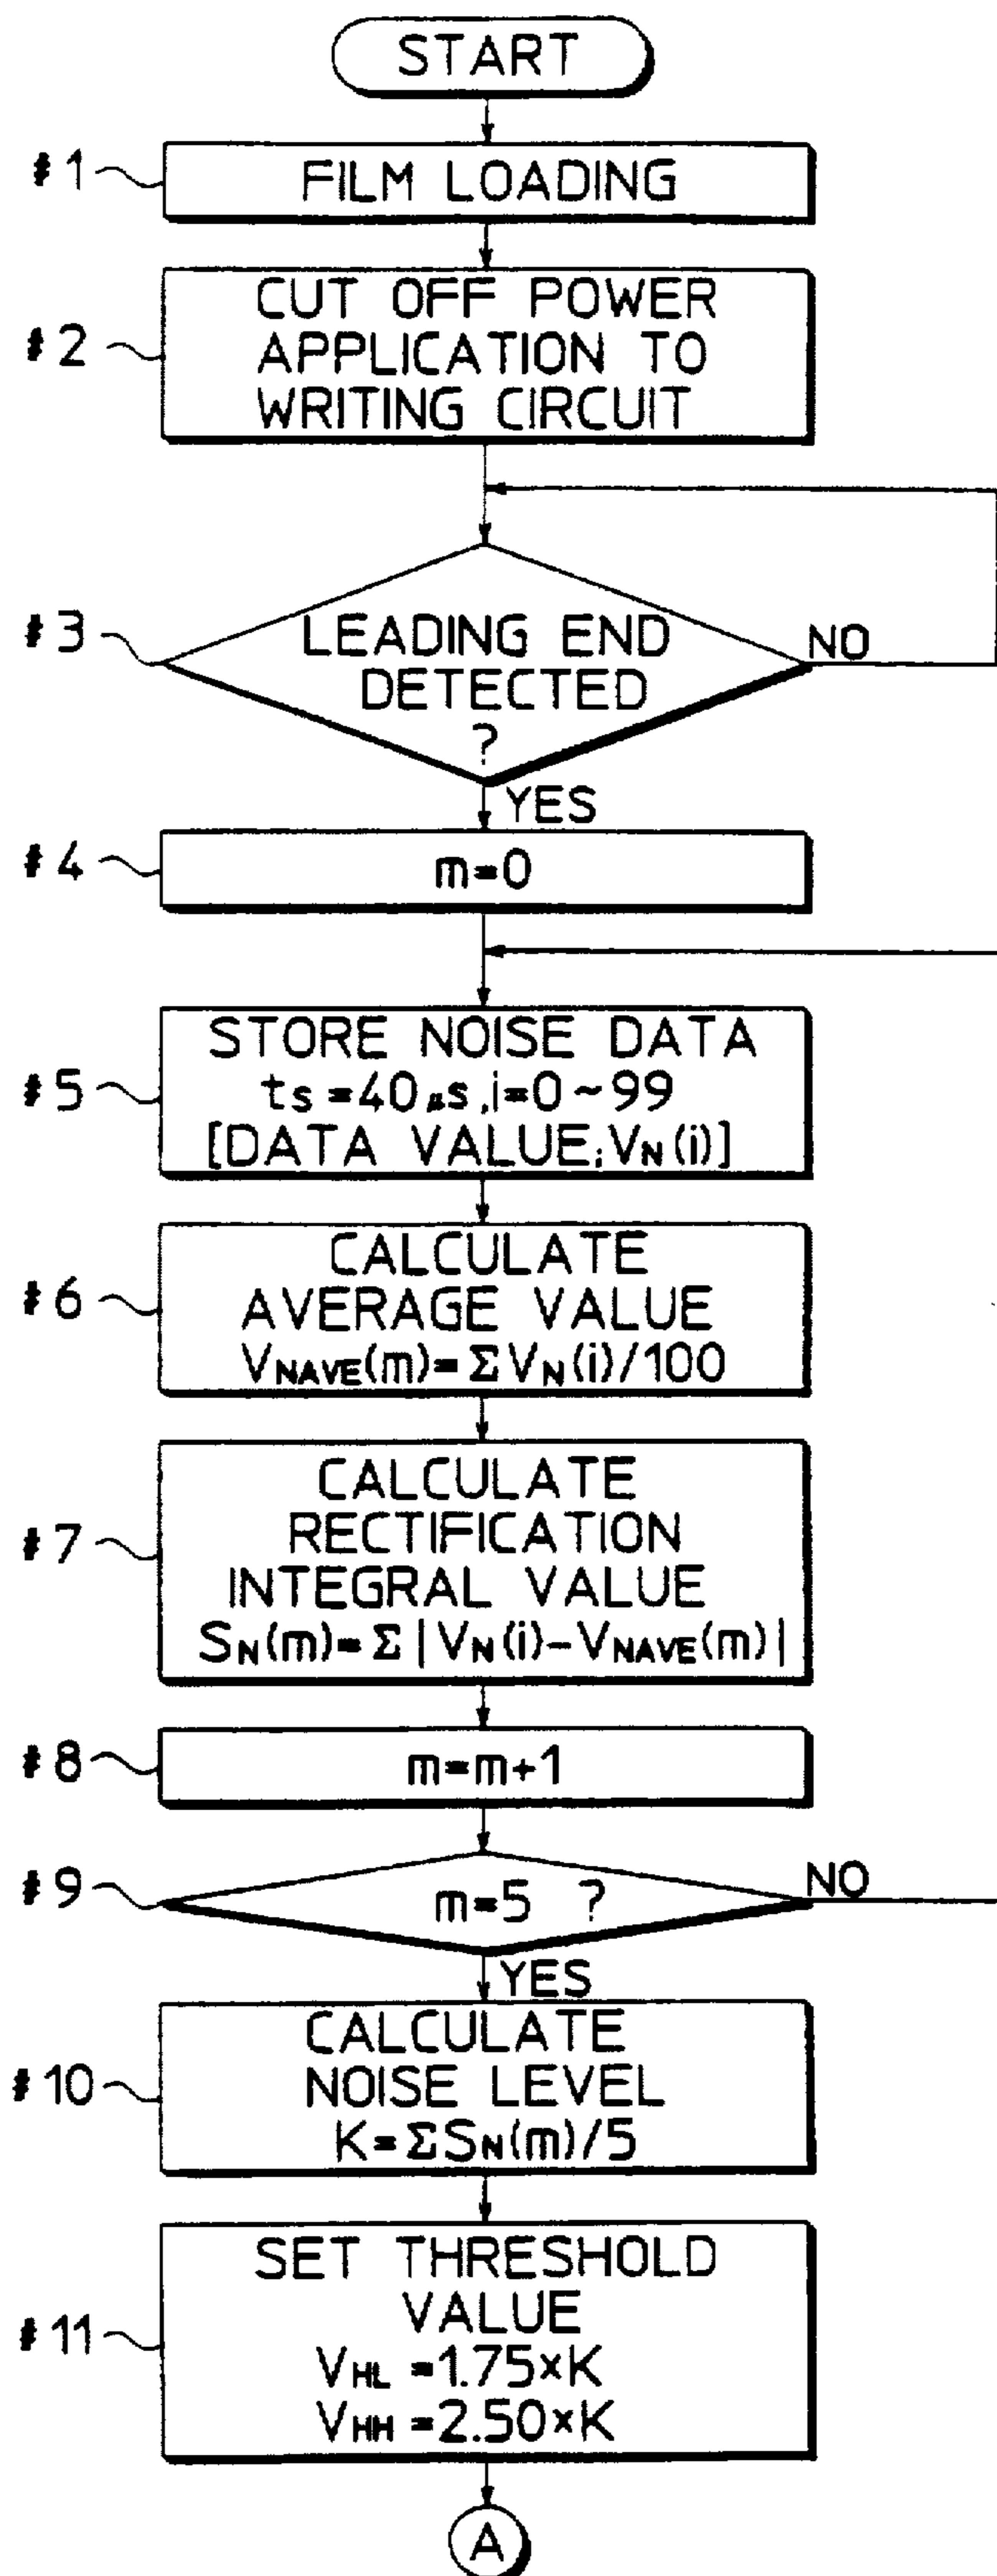 START
#1
FILM LOADING
#2
CUT OFF POWER
APPLICATION TO
WRITING CIRCUIT
#3
LEADING END
DETECTED
?
NO
YES
#4
m=0
#5
STORE NOISE DATA
ts=40μs,i=0~99
[DATA VALUE;VN(i)]
#6
CALCULATE
AVERAGE VALUE
VNAVE(m)=ΣVN(i)/100
#7
CALCULATE
RECTIFICATION
INTEGRAL VALUE
SN(m)=Σ|VN(i)-VNAVE(m)|
#8
m=m+1
#9
m=5 ?
NO
YES
#10
CALCULATE
NOISE LEVEL
K=ΣSN(m)/5
#11
SET THRESHOLD
VALUE
VHL=1.75×K
VHH=2.50×K
A